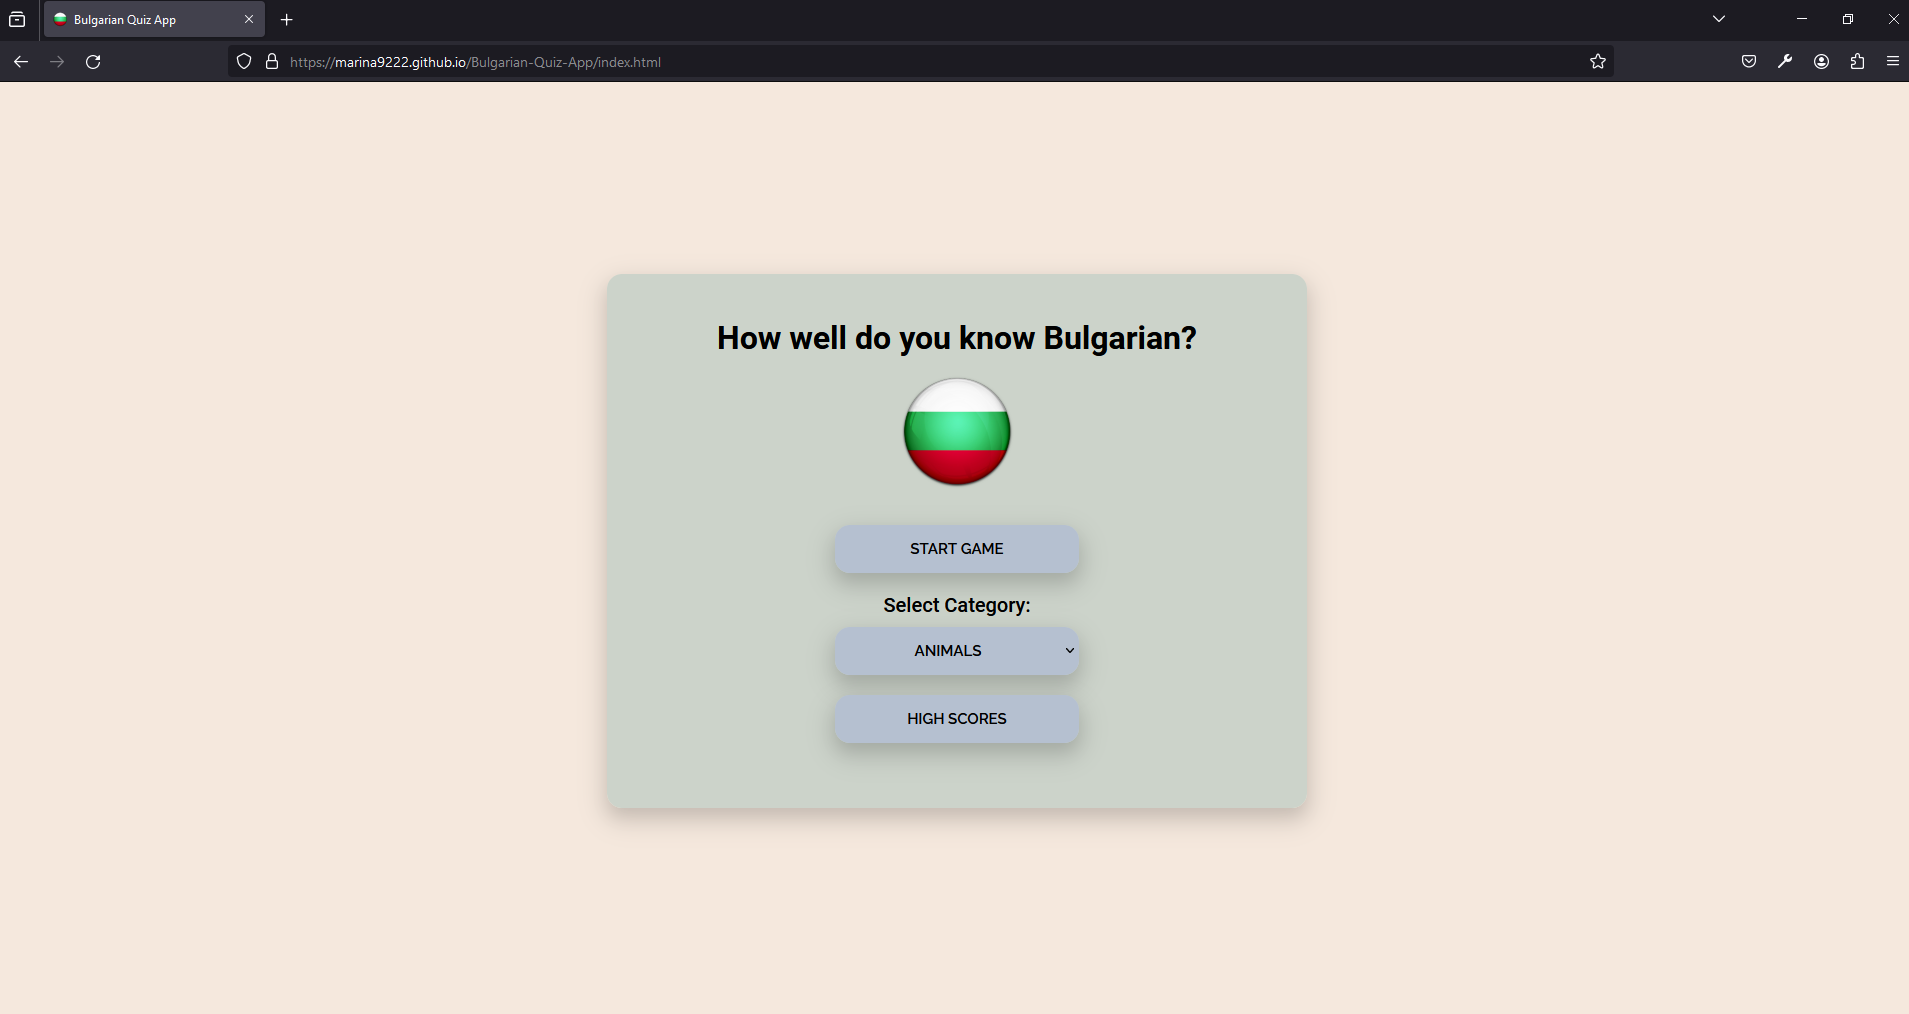 Bulgarian Quiz App
https://marina9222.github.io/Bulgarian-Quiz-App/index.html
How well do you know Bulgarian?
START GAME
Select Category:
ANIMALS
HIGH SCORES